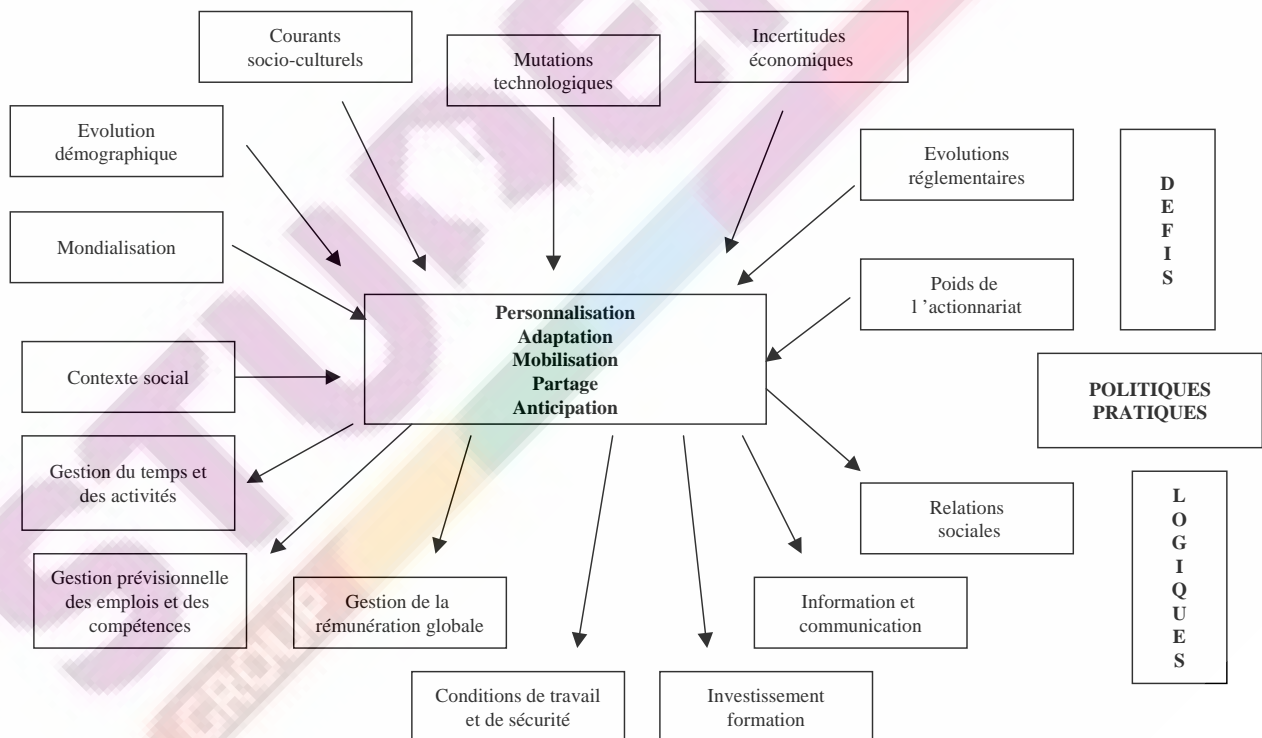 Courants
socio-culturels
Mutations
technologiques
Incertitudes
économiques
Evolution
démographique
Evolutions
réglementaires
Mondialisation
Poids de
l ’actionnariat
D
E
F
I
S
Personnalisation
Adaptation
Mobilisation
Partage
Anticipation
Contexte social
POLITIQUES
PRATIQUES
Gestion du temps et
des activités
Relations
sociales
L
O
G
I
Q
U
E
S
Gestion prévisionnelle
des emplois et des
compétences
Gestion de la
rémunération globale
Information et
communication
Conditions de travail
et de sécurité
Investissement
formation
GROUP